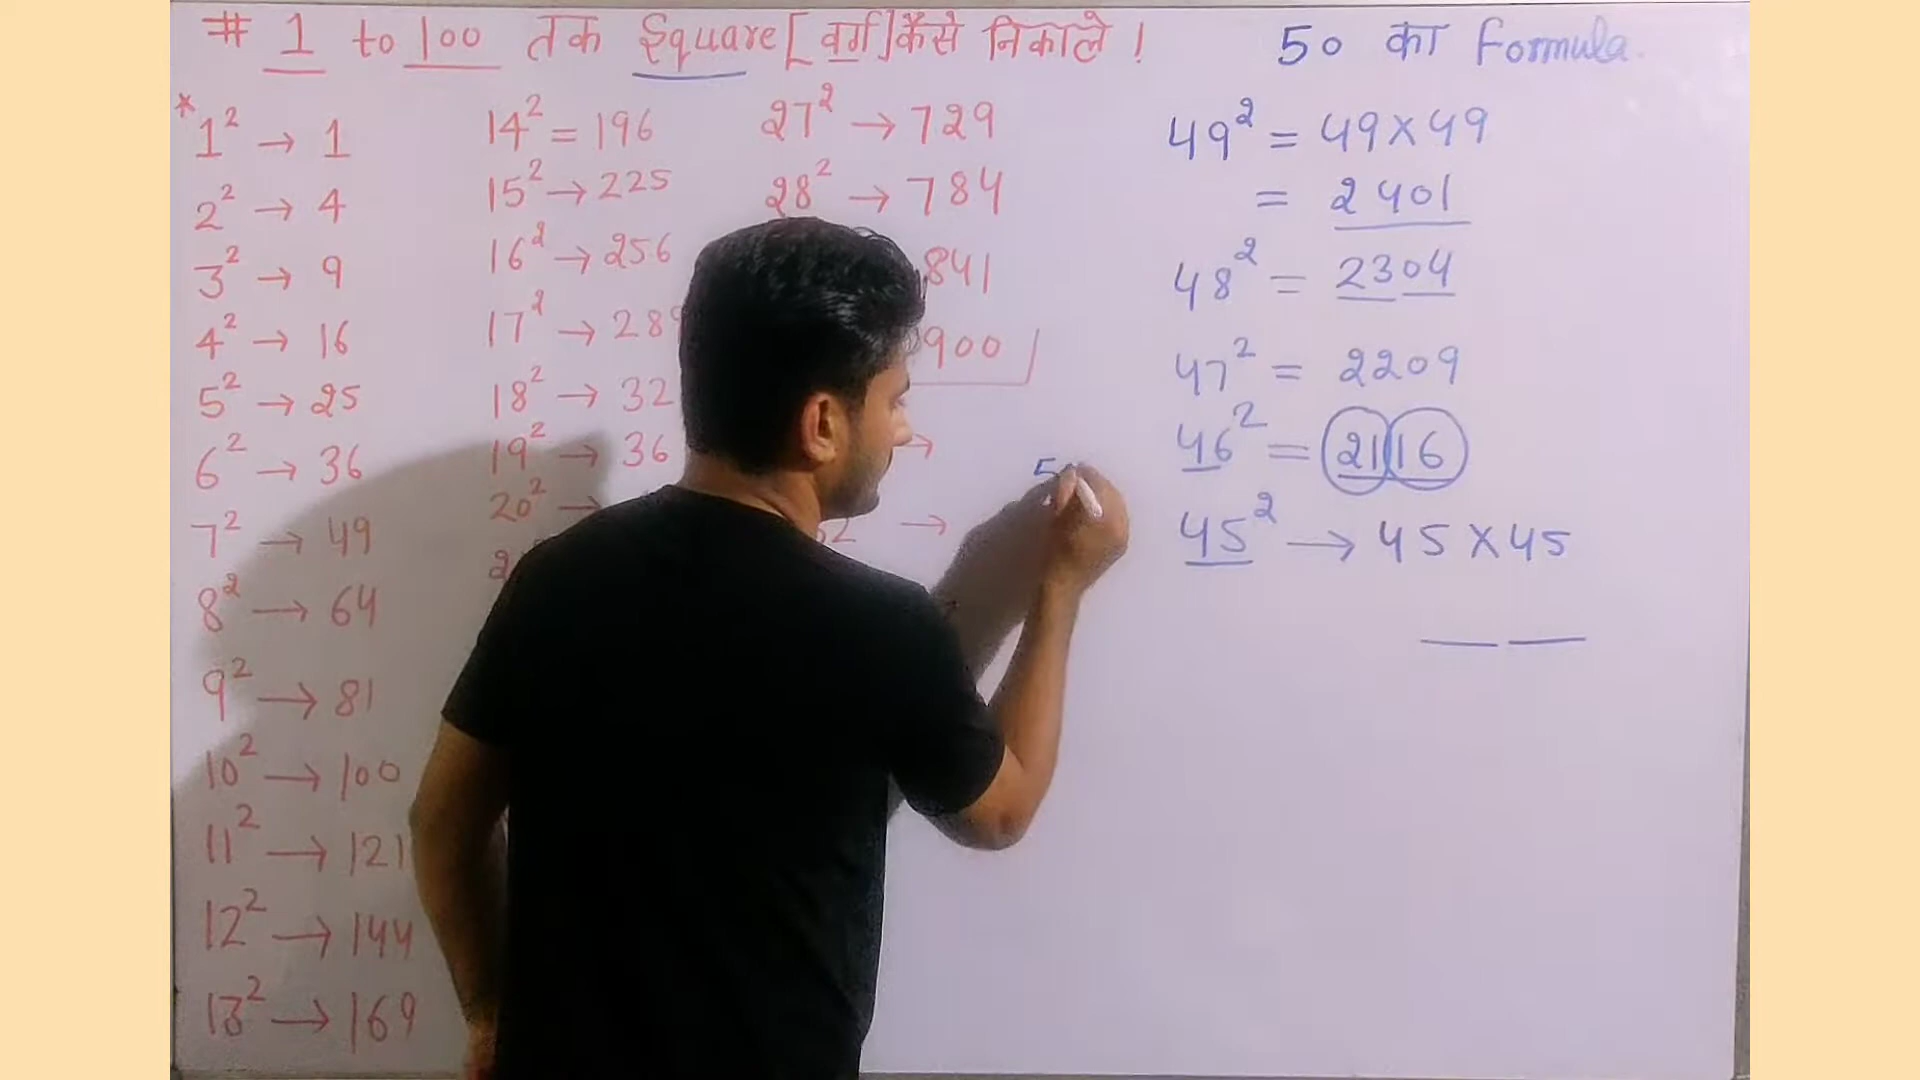 # 1 to 100 तक Square [वर्ग] कैसे निकाले !
* 1² → 1
2² → 4
3² → 9
4² → 16
5² → 25
6² → 36
7² → 49
8² → 64
9² → 81
10² → 100
11² → 121
12² → 144
13² → 169
14² = 196
15² → 225
16² → 256
17² → 289
18² → 32
19² → 36
20² →
27² → 729
28² → 784
841
900
→
→
50 का Formula.
49² = 49×49
= 2401
48² = 2304
47² = 2209
46² = 2116
45² → 45×45